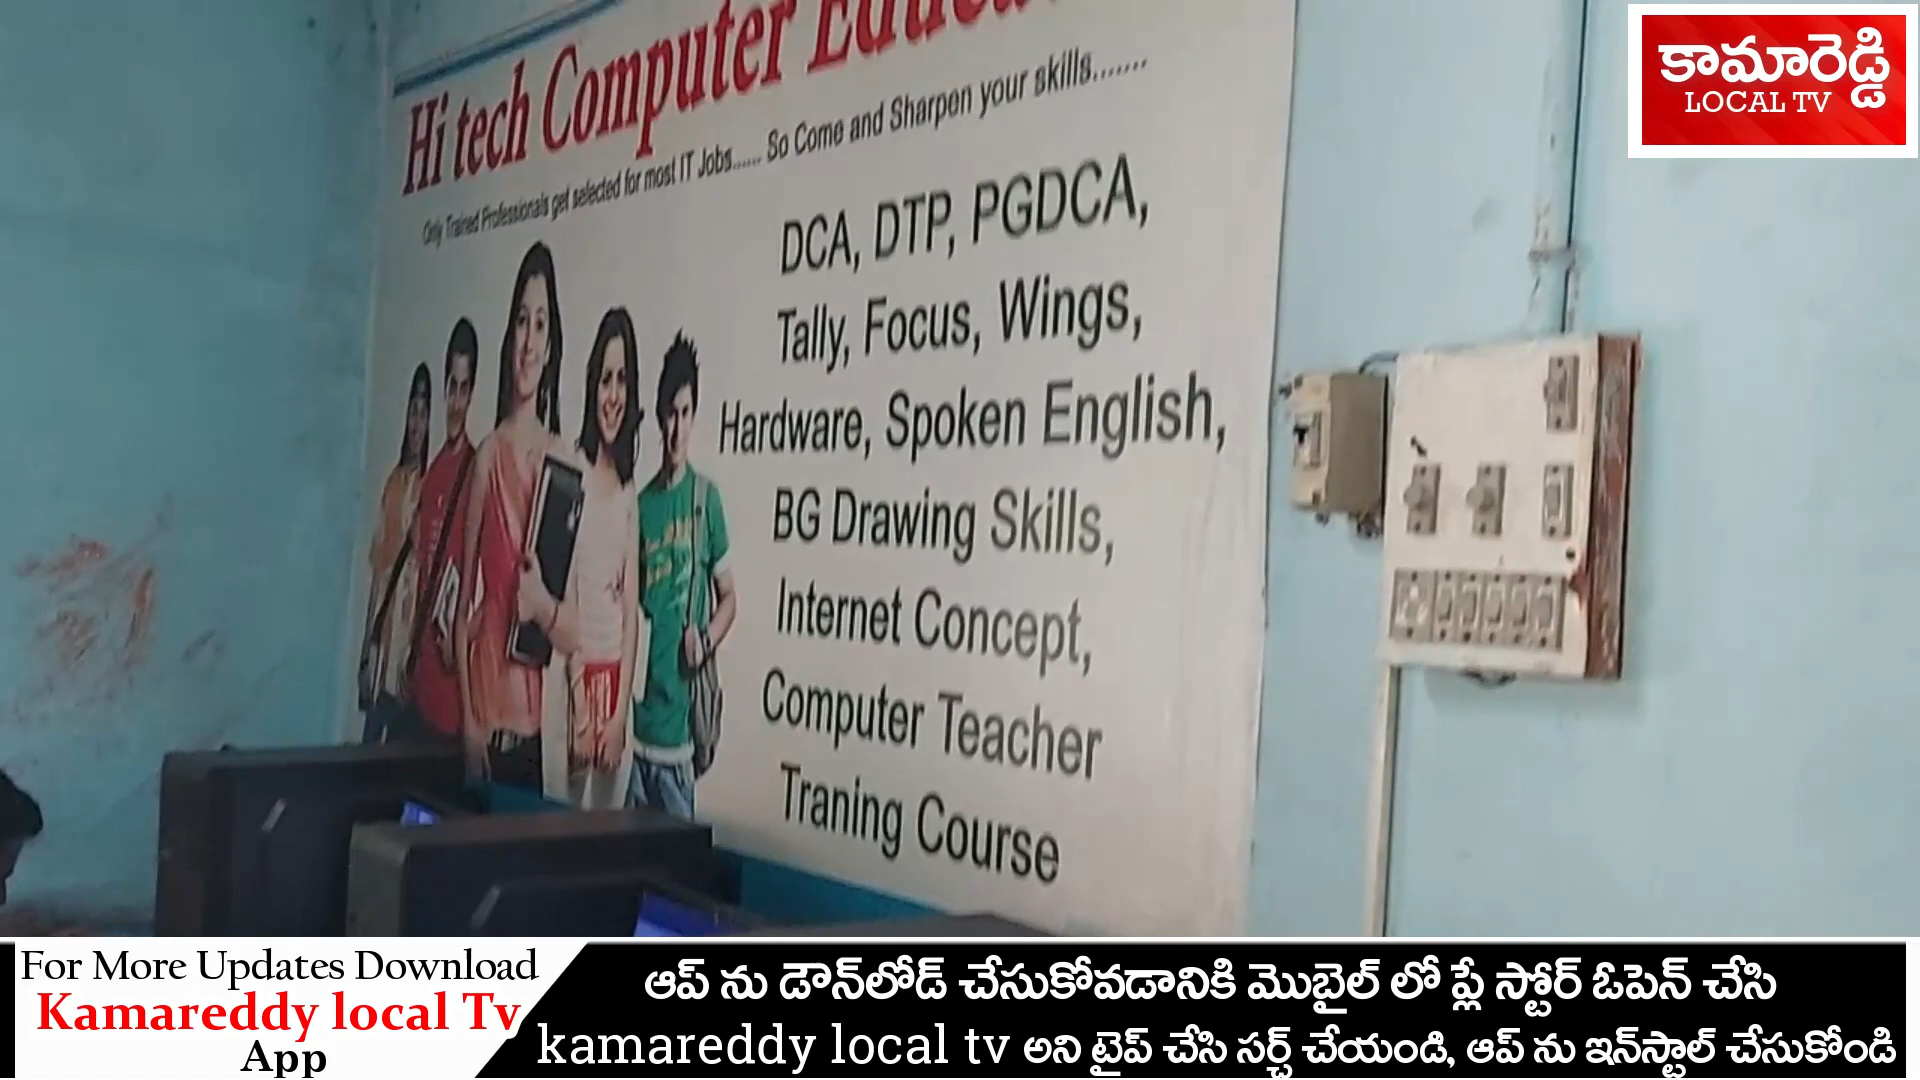 కామారెడ్డి
LOCAL TV
Hi tech Computer
Only Trained Professionals get selected for most IT Jobs...... So Come and Sharpen your skills.......
DCA, DTP, PGDCA,
Tally, Focus, Wings,
Hardware, Spoken English,
BG Drawing Skills,
Internet Concept,
Computer Teacher
Traning Course
For More Updates Download
Kamareddy local Tv
App
ఆప్ ను డౌన్‌లోడ్ చేసుకోవడానికి మొబైల్ లో ప్లే స్టోర్ ఓపెన్ చేసి
kamareddy local tv అని టైప్ చేసి సర్చ్ చేయండి, ఆప్ ను ఇన్‌స్టాల్ చేసుకోండి